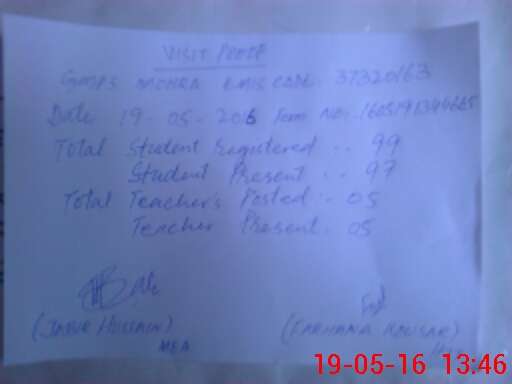 VISIT PROOF
GMPS MOHRA EMIS CODE: 37320163
Date 19-05-2016 Form NO:. 1605191344665
Total Student registered :- 99
Student Present :- 97
Total Teacher's Posted:- 05
Teacher Present: 05
(JABIR HUSSAIN) (FARHANA KOUSAR)
MEA
19-05-16 13:46